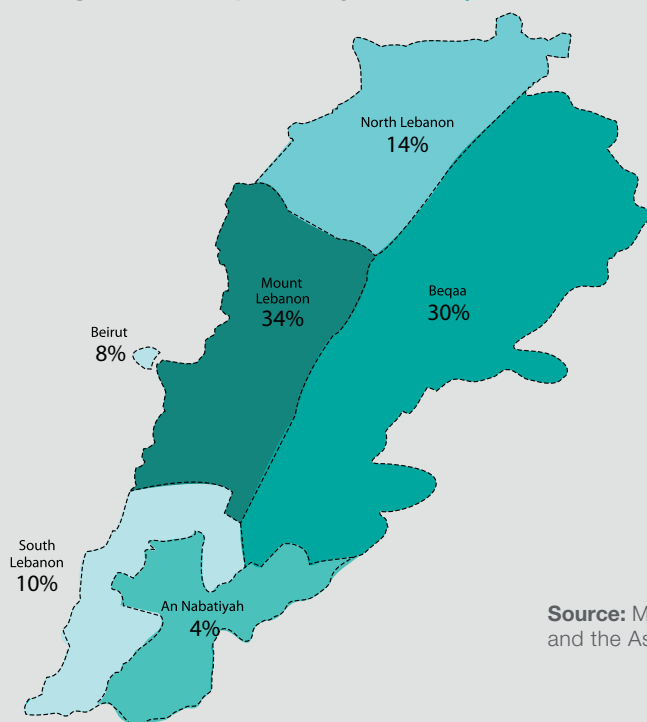 North Lebanon
14%
Mount
Lebanon
34%
Beqaa
30%
Beirut
8%
South
Lebanon
10%
An Nabatiyah
4%
Source:
and the